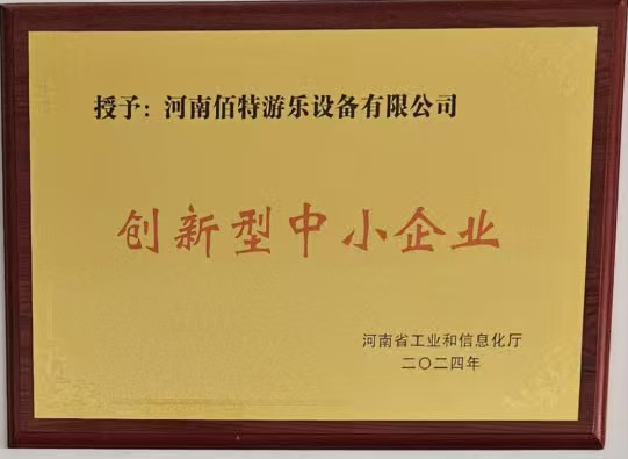 授予：河南佰特游乐设备有限公司
创新型中小企业
河南省工业和信息化厅
二〇二四年